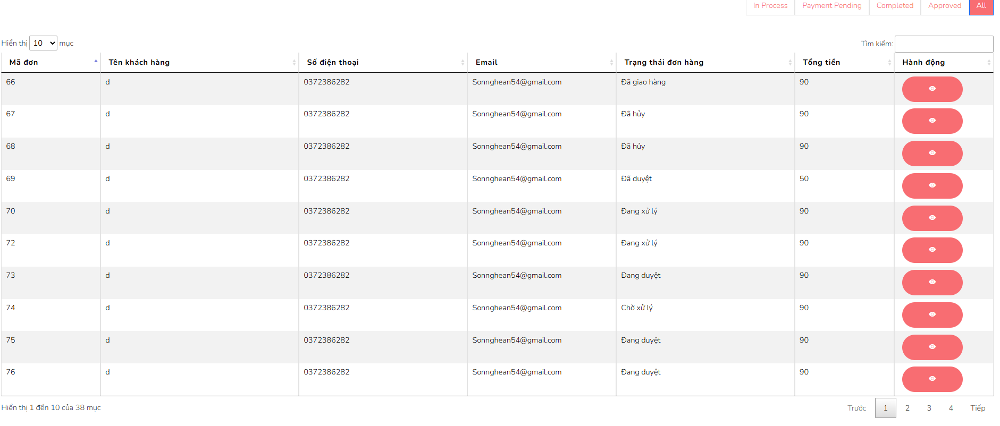 In Process Payment Pending Completed Approved All
Hiển thị 10 mục Tìm kiếm:
Mã đơn Tên khách hàng Số điện thoại Email Trạng thái đơn hàng Tổng tiền Hành động
66 d 0372386282 Sonnghean54@gmail.com Đã giao hàng 90
67 d 0372386282 Sonnghean54@gmail.com Đã hủy 90
68 d 0372386282 Sonnghean54@gmail.com Đã hủy 90
69 d 0372386282 Sonnghean54@gmail.com Đã duyệt 50
70 d 0372386282 Sonnghean54@gmail.com Đang xử lý 90
72 d 0372386282 Sonnghean54@gmail.com Đang xử lý 90
73 d 0372386282 Sonnghean54@gmail.com Đang duyệt 90
74 d 0372386282 Sonnghean54@gmail.com Chờ xử lý 90
75 d 0372386282 Sonnghean54@gmail.com Đang duyệt 90
76 d 0372386282 Sonnghean54@gmail.com Đang duyệt 90
Hiển thị 1 đến 10 của 38 mục Trước 1 2 3 4 Tiếp